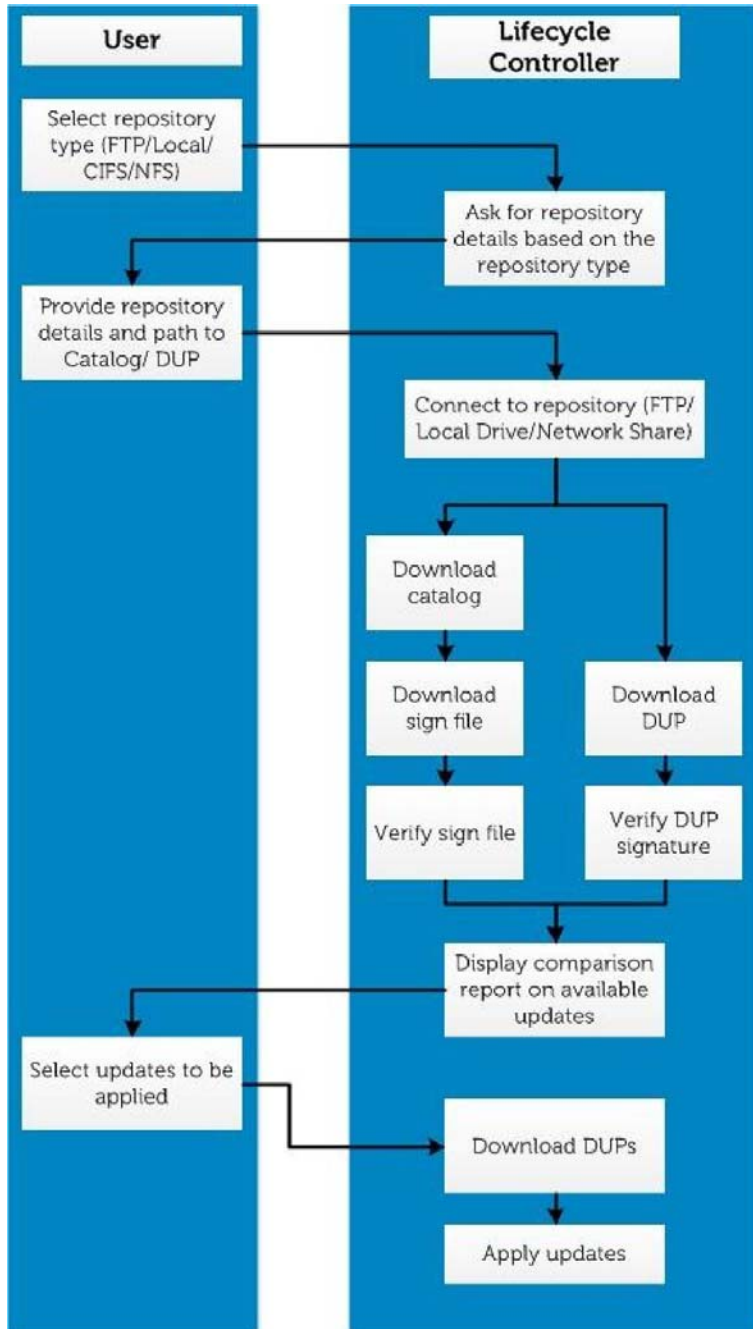 User
Lifecycle
Controller
Select repository
type (FTP/Local/
CIFS/NFS)
Ask for repository
details based on the
repository type
Provide repository
details and path to
Catalog/ DUP
Connect to repository (FTP/
Local Drive/Network Share)
Download
catalog
Download
sign file
Download
DUP
Verify sign file
Verify DUP
signature
Display comparison
report on available
updates
Select updates to be
applied
Download DUPs
Apply updates